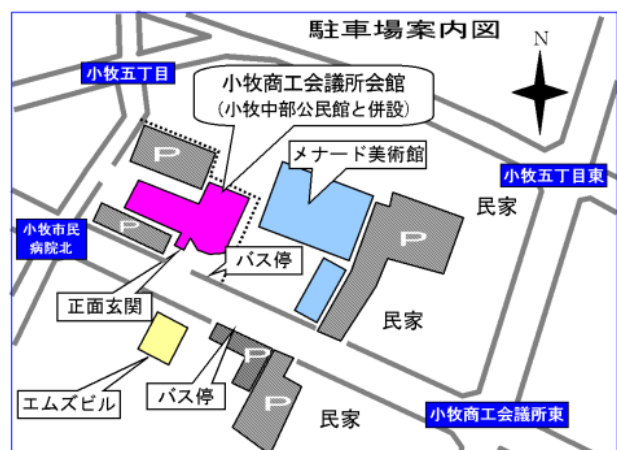 駐車場案内図
N
小牧五丁目
小牧商工会議所会館
(小牧中部公民館と併設)
メナード美術館
小牧五丁目東
P
P
P
民家
小牧市民
病院北
バス停
正面玄関
民家
エムズビル
バス停
P
P
民家
小牧商工会議所東